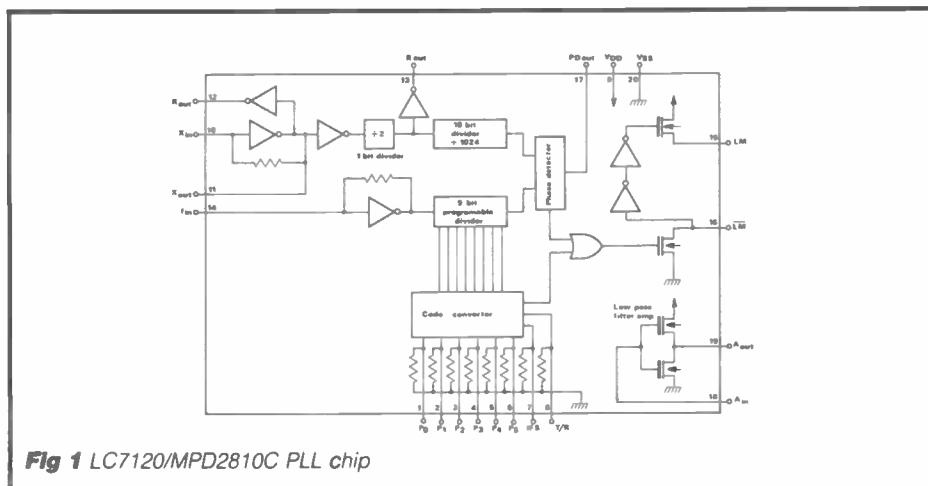 R out PD out VDD VSS
13 17 9 20
R out 12
X in 10
÷ 2
1 bit divider
10 bit
divider
÷ 1024
Phase detector
15 LM
X out 11
f in 14
9 bit
programable
divider
16 LM
Code convertor
Low pass
filter amp
19 A out
18 A in
1 2 3 4 5 6 7 8
P0 P1 P2 P3 P4 P5 T/R
Fig 1 LC7120/MPD2810C PLL chip